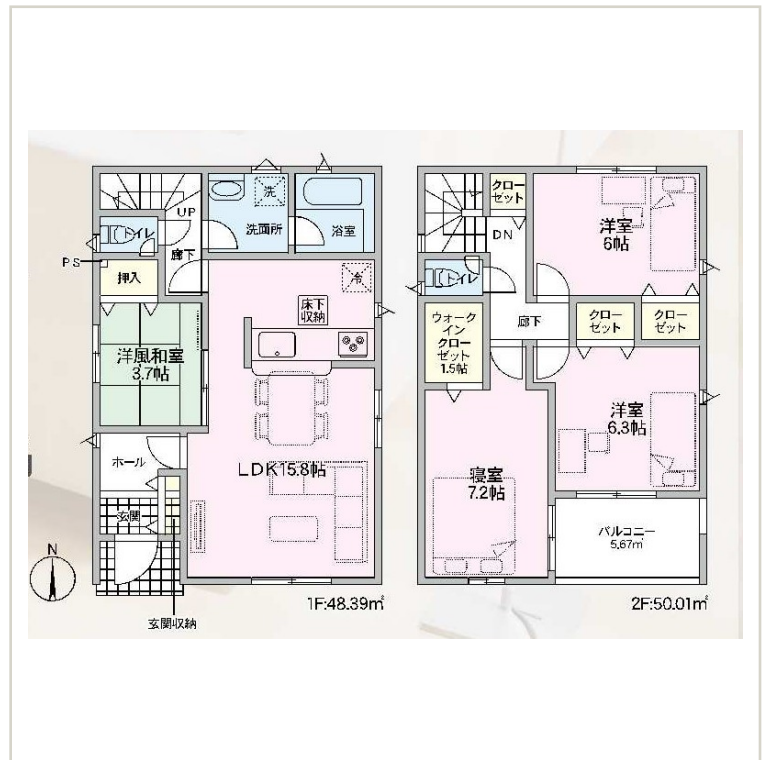 UP
トイレ
洗
洗面所
浴室
PS
廊下
押入
冷
床下
収納
洋風和室
3.7帖
ホール
LDK15.8帖
玄関
N
玄関収納
1F:48.39㎡
クロー
ゼット
DN
洋室
6帖
トイレ
ウォーク
イン
クロー
ゼット
1.5帖
廊下
クロー
ゼット
クロー
ゼット
洋室
6.3帖
寝室
7.2帖
バルコニー
5.67㎡
2F:50.01㎡